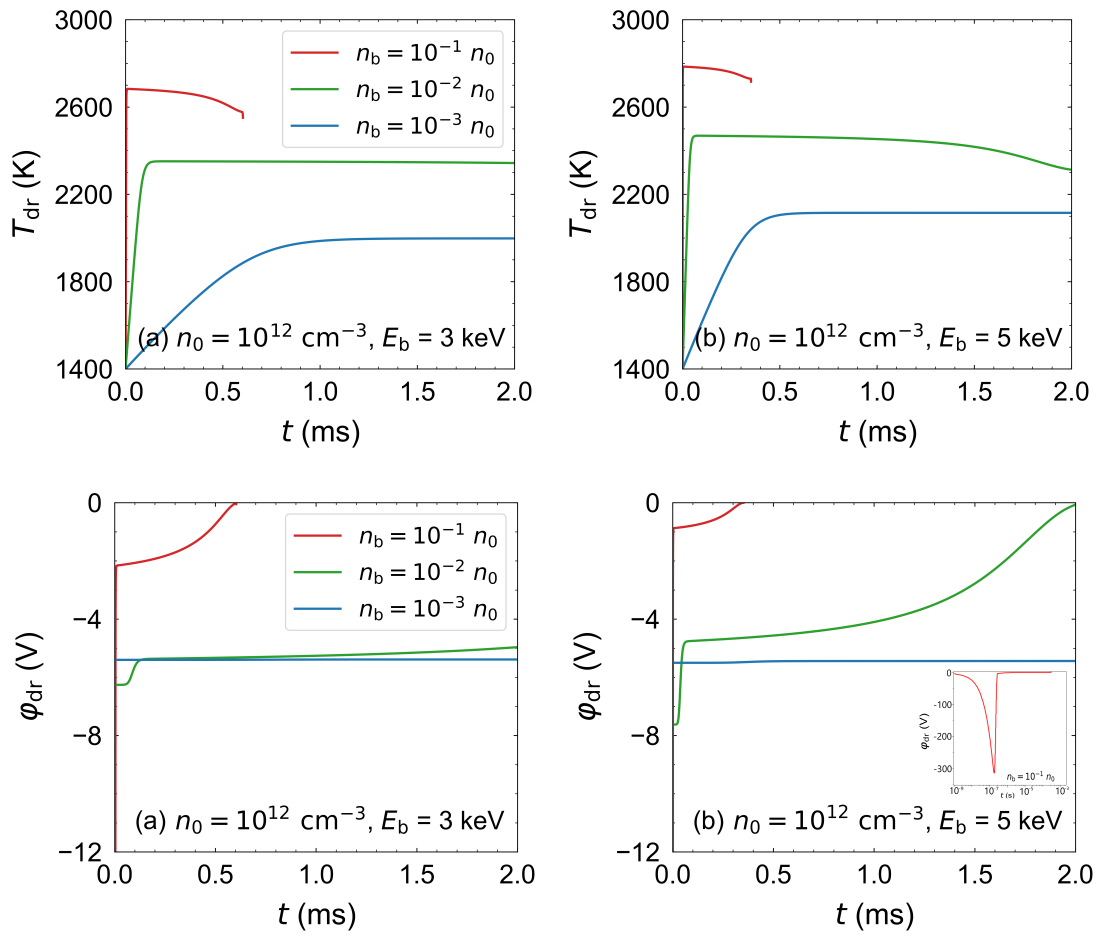 3000
2600
2200
1800
1400
T_dr (K)
n_b = 10^−1 n_0
n_b = 10^−2 n_0
n_b = 10^−3 n_0
(a) n_0 = 10^12 cm^−3, E_b = 3 keV
0.0 0.5 1.0 1.5 2.0
t (ms)
3000
2600
2200
1800
1400
T_dr (K)
(b) n_0 = 10^12 cm^−3, E_b = 5 keV
0.0 0.5 1.0 1.5 2.0
t (ms)
0
−4
−8
−12
φ_dr (V)
n_b = 10^−1 n_0
n_b = 10^−2 n_0
n_b = 10^−3 n_0
(a) n_0 = 10^12 cm^−3, E_b = 3 keV
0.0 0.5 1.0 1.5 2.0
t (ms)
0
−4
−8
−12
φ_dr (V)
0
-100
-200
-300
φ_dr (V)
n_b = 10^−1 n_0
t (s)
(b) n_0 = 10^12 cm^−3, E_b = 5 keV
0.0 0.5 1.0 1.5 2.0
t (ms)